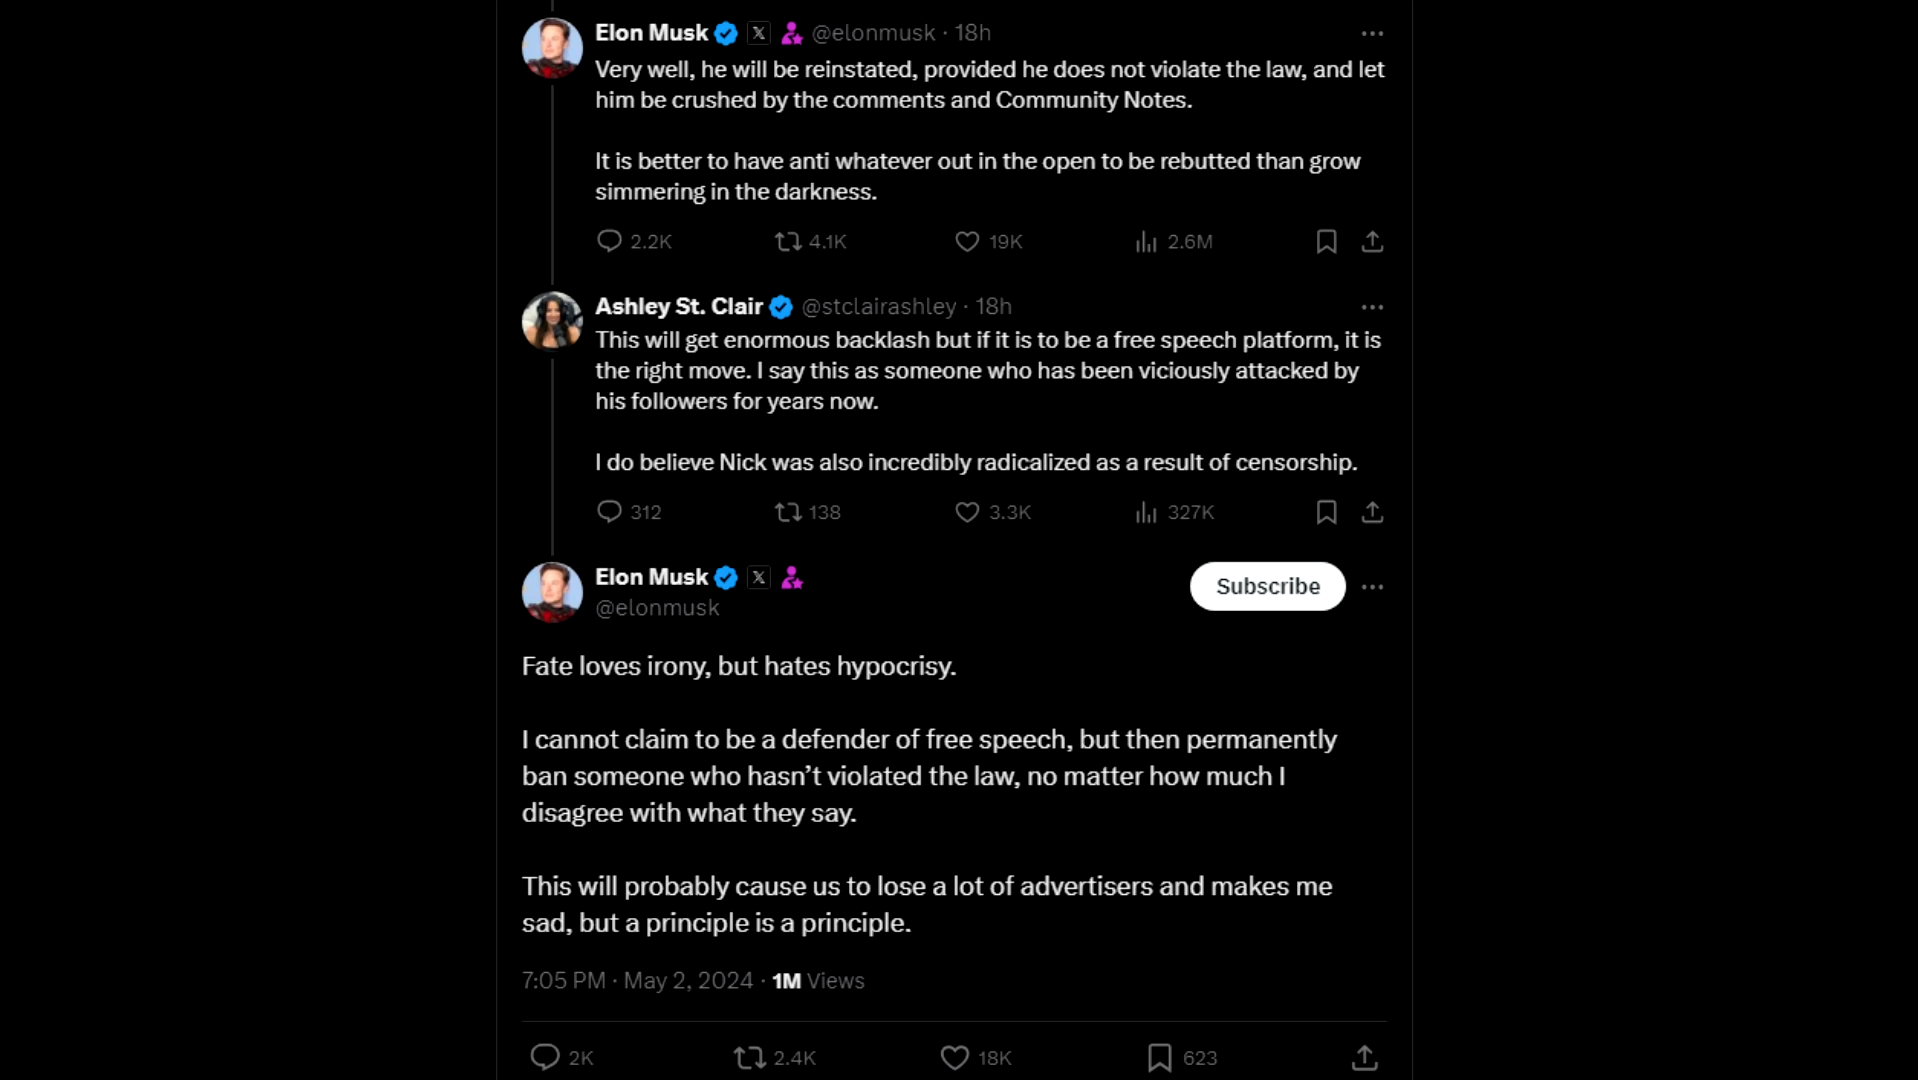 Elon Musk X @elonmusk · 18h
Very well, he will be reinstated, provided he does not violate the law, and let
him be crushed by the comments and Community Notes.
It is better to have anti whatever out in the open to be rebutted than grow
simmering in the darkness.
2.2K 4.1K 19K 2.6M
Ashley St. Clair @stclairashley · 18h
This will get enormous backlash but if it is to be a free speech platform, it is
the right move. I say this as someone who has been viciously attacked by
his followers for years now.
I do believe Nick was also incredibly radicalized as a result of censorship.
312 138 3.3K 327K
Elon Musk X
Subscribe
@elonmusk
Fate loves irony, but hates hypocrisy.
I cannot claim to be a defender of free speech, but then permanently
ban someone who hasn’t violated the law, no matter how much I
disagree with what they say.
This will probably cause us to lose a lot of advertisers and makes me
sad, but a principle is a principle.
7:05 PM · May 2, 2024 · 1M Views
2K 2.4K 18K 623